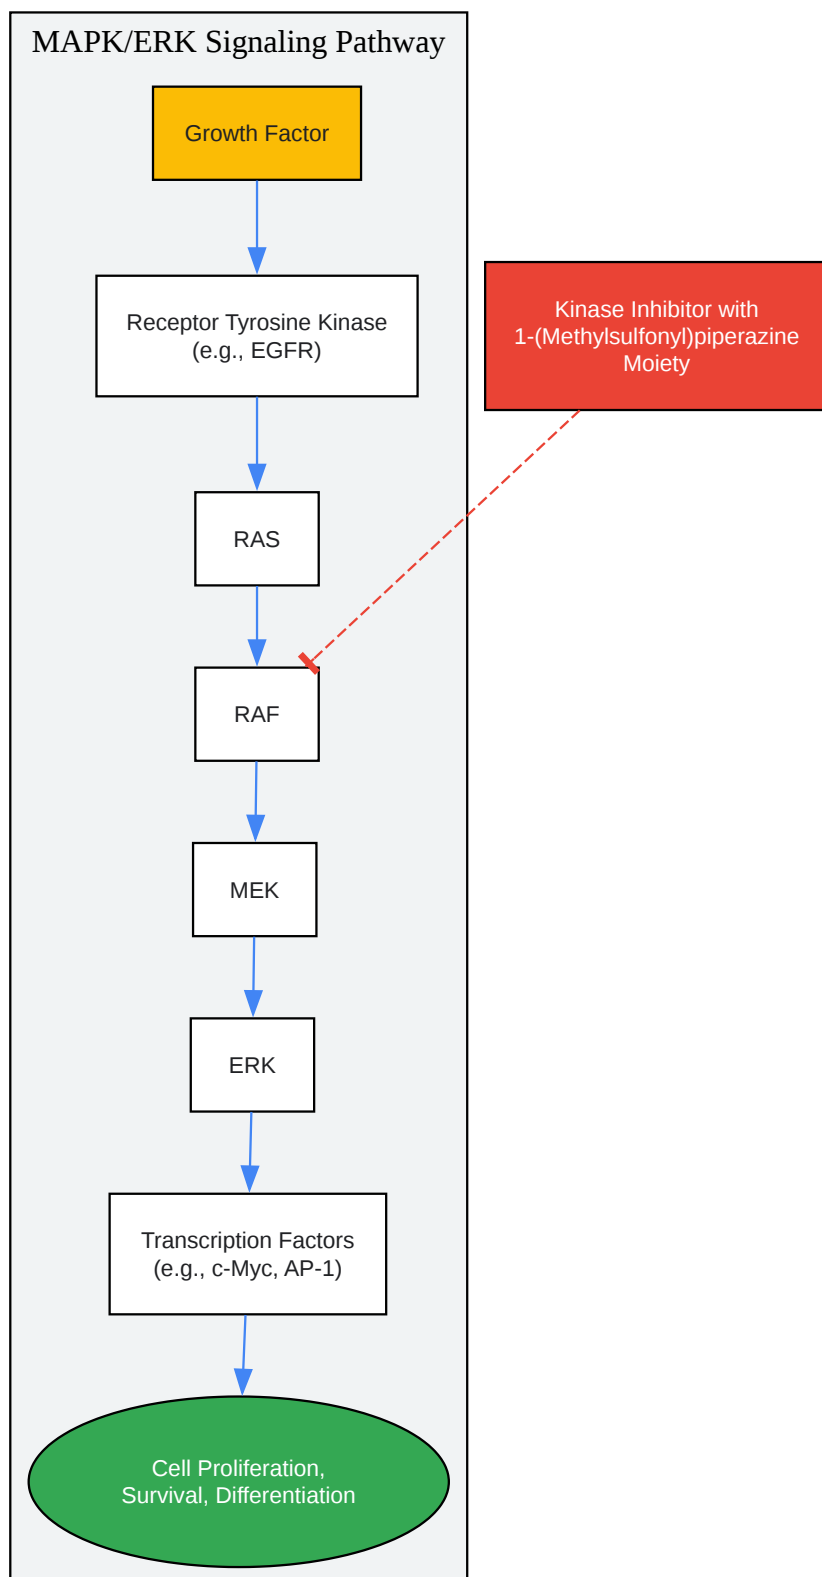 MAPK/ERK Signaling Pathway
Growth Factor
Receptor Tyrosine Kinase
(e.g., EGFR)
Kinase Inhibitor with
1-(Methylsulfonyl)piperazine
Moiety
RAS
RAF
MEK
ERK
Transcription Factors
(e.g., c-Myc, AP-1)
Cell Proliferation,
Survival, Differentiation